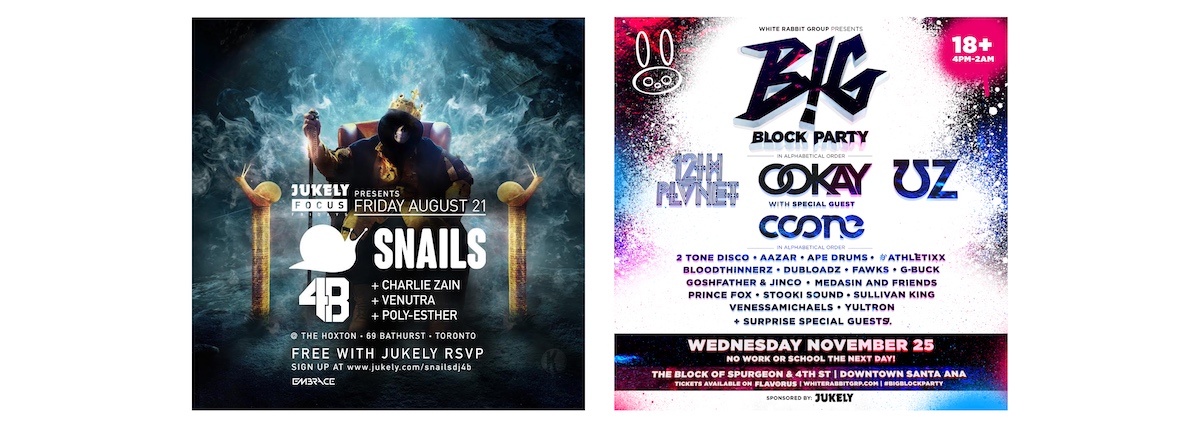 JUKELY
FOCUS
PRESENTS
FRIDAY AUGUST 21
SNAILS
4B
+ CHARLIE ZAIN
+ VENUTRA
+ POLY-ESTHER
@ THE HOXTON • 69 BATHURST • TORONTO
FREE WITH JUKELY RSVP
SIGN UP AT www.jukely.com/snailsdj4b
EMBRACE
WHITE RABBIT GROUP PRESENTS
B!G
BLOCK PARTY
18+
4PM-2AM
IN ALPHABETICAL ORDER
12TH PLANET
OOKAY
UZ
WITH SPECIAL GUEST
COONE
IN ALPHABETICAL ORDER
2 TONE DISCO • AAZAR • APE DRUMS • #ATHLETIXX
BLOODTHINNERZ • DUBLOADZ • FAWKS • G-BUCK
GOSHFATHER & JINCO • MEDASIN AND FRIENDS
PRINCE FOX • STOOKI SOUND • SULLIVAN KING
VENESSAMICHAELS • YULTRON
+ SURPRISE SPECIAL GUESTS.
WEDNESDAY NOVEMBER 25
NO WORK OR SCHOOL THE NEXT DAY!
THE BLOCK OF SPURGEON & 4TH ST | DOWNTOWN SANTA ANA
TICKETS AVAILABLE ON FLAVORUS | WHITERABBITGRP.COM | #BIGBLOCKPARTY
SPONSORED BY: JUKELY